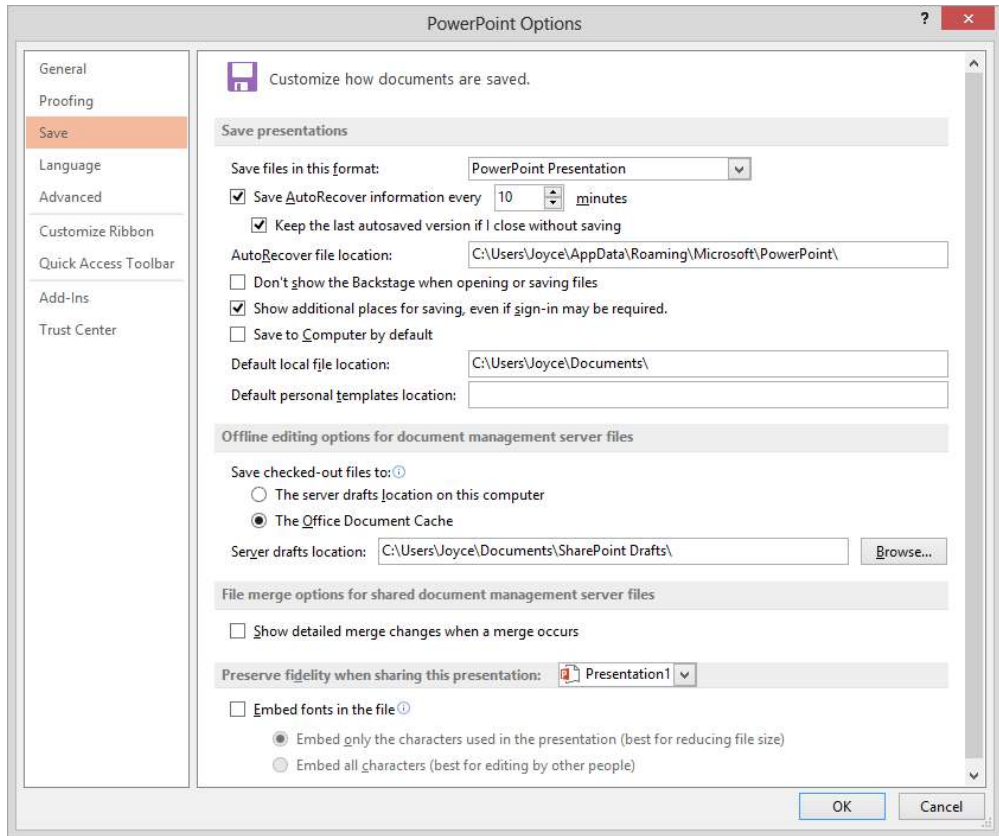 PowerPoint Options
?
General
Proofing
Save
Language
Advanced
Customize Ribbon
Quick Access Toolbar
Add-Ins
Trust Center
Customize how documents are saved.
Save presentations
Save files in this format: PowerPoint Presentation
Save AutoRecover information every 10 minutes
Keep the last autosaved version if I close without saving
AutoRecover file location: C:\Users\Joyce\AppData\Roaming\Microsoft\PowerPoint\
Don't show the Backstage when opening or saving files
Show additional places for saving, even if sign-in may be required.
Save to Computer by default
Default local file location: C:\Users\Joyce\Documents\
Default personal templates location:
Offline editing options for document management server files
Save checked-out files to:
The server drafts location on this computer
The Office Document Cache
Server drafts location: C:\Users\Joyce\Documents\SharePoint Drafts\ Browse...
File merge options for shared document management server files
Show detailed merge changes when a merge occurs
Preserve fidelity when sharing this presentation: Presentation1
Embed fonts in the file
Embed only the characters used in the presentation (best for reducing file size)
Embed all characters (best for editing by other people)
OK Cancel